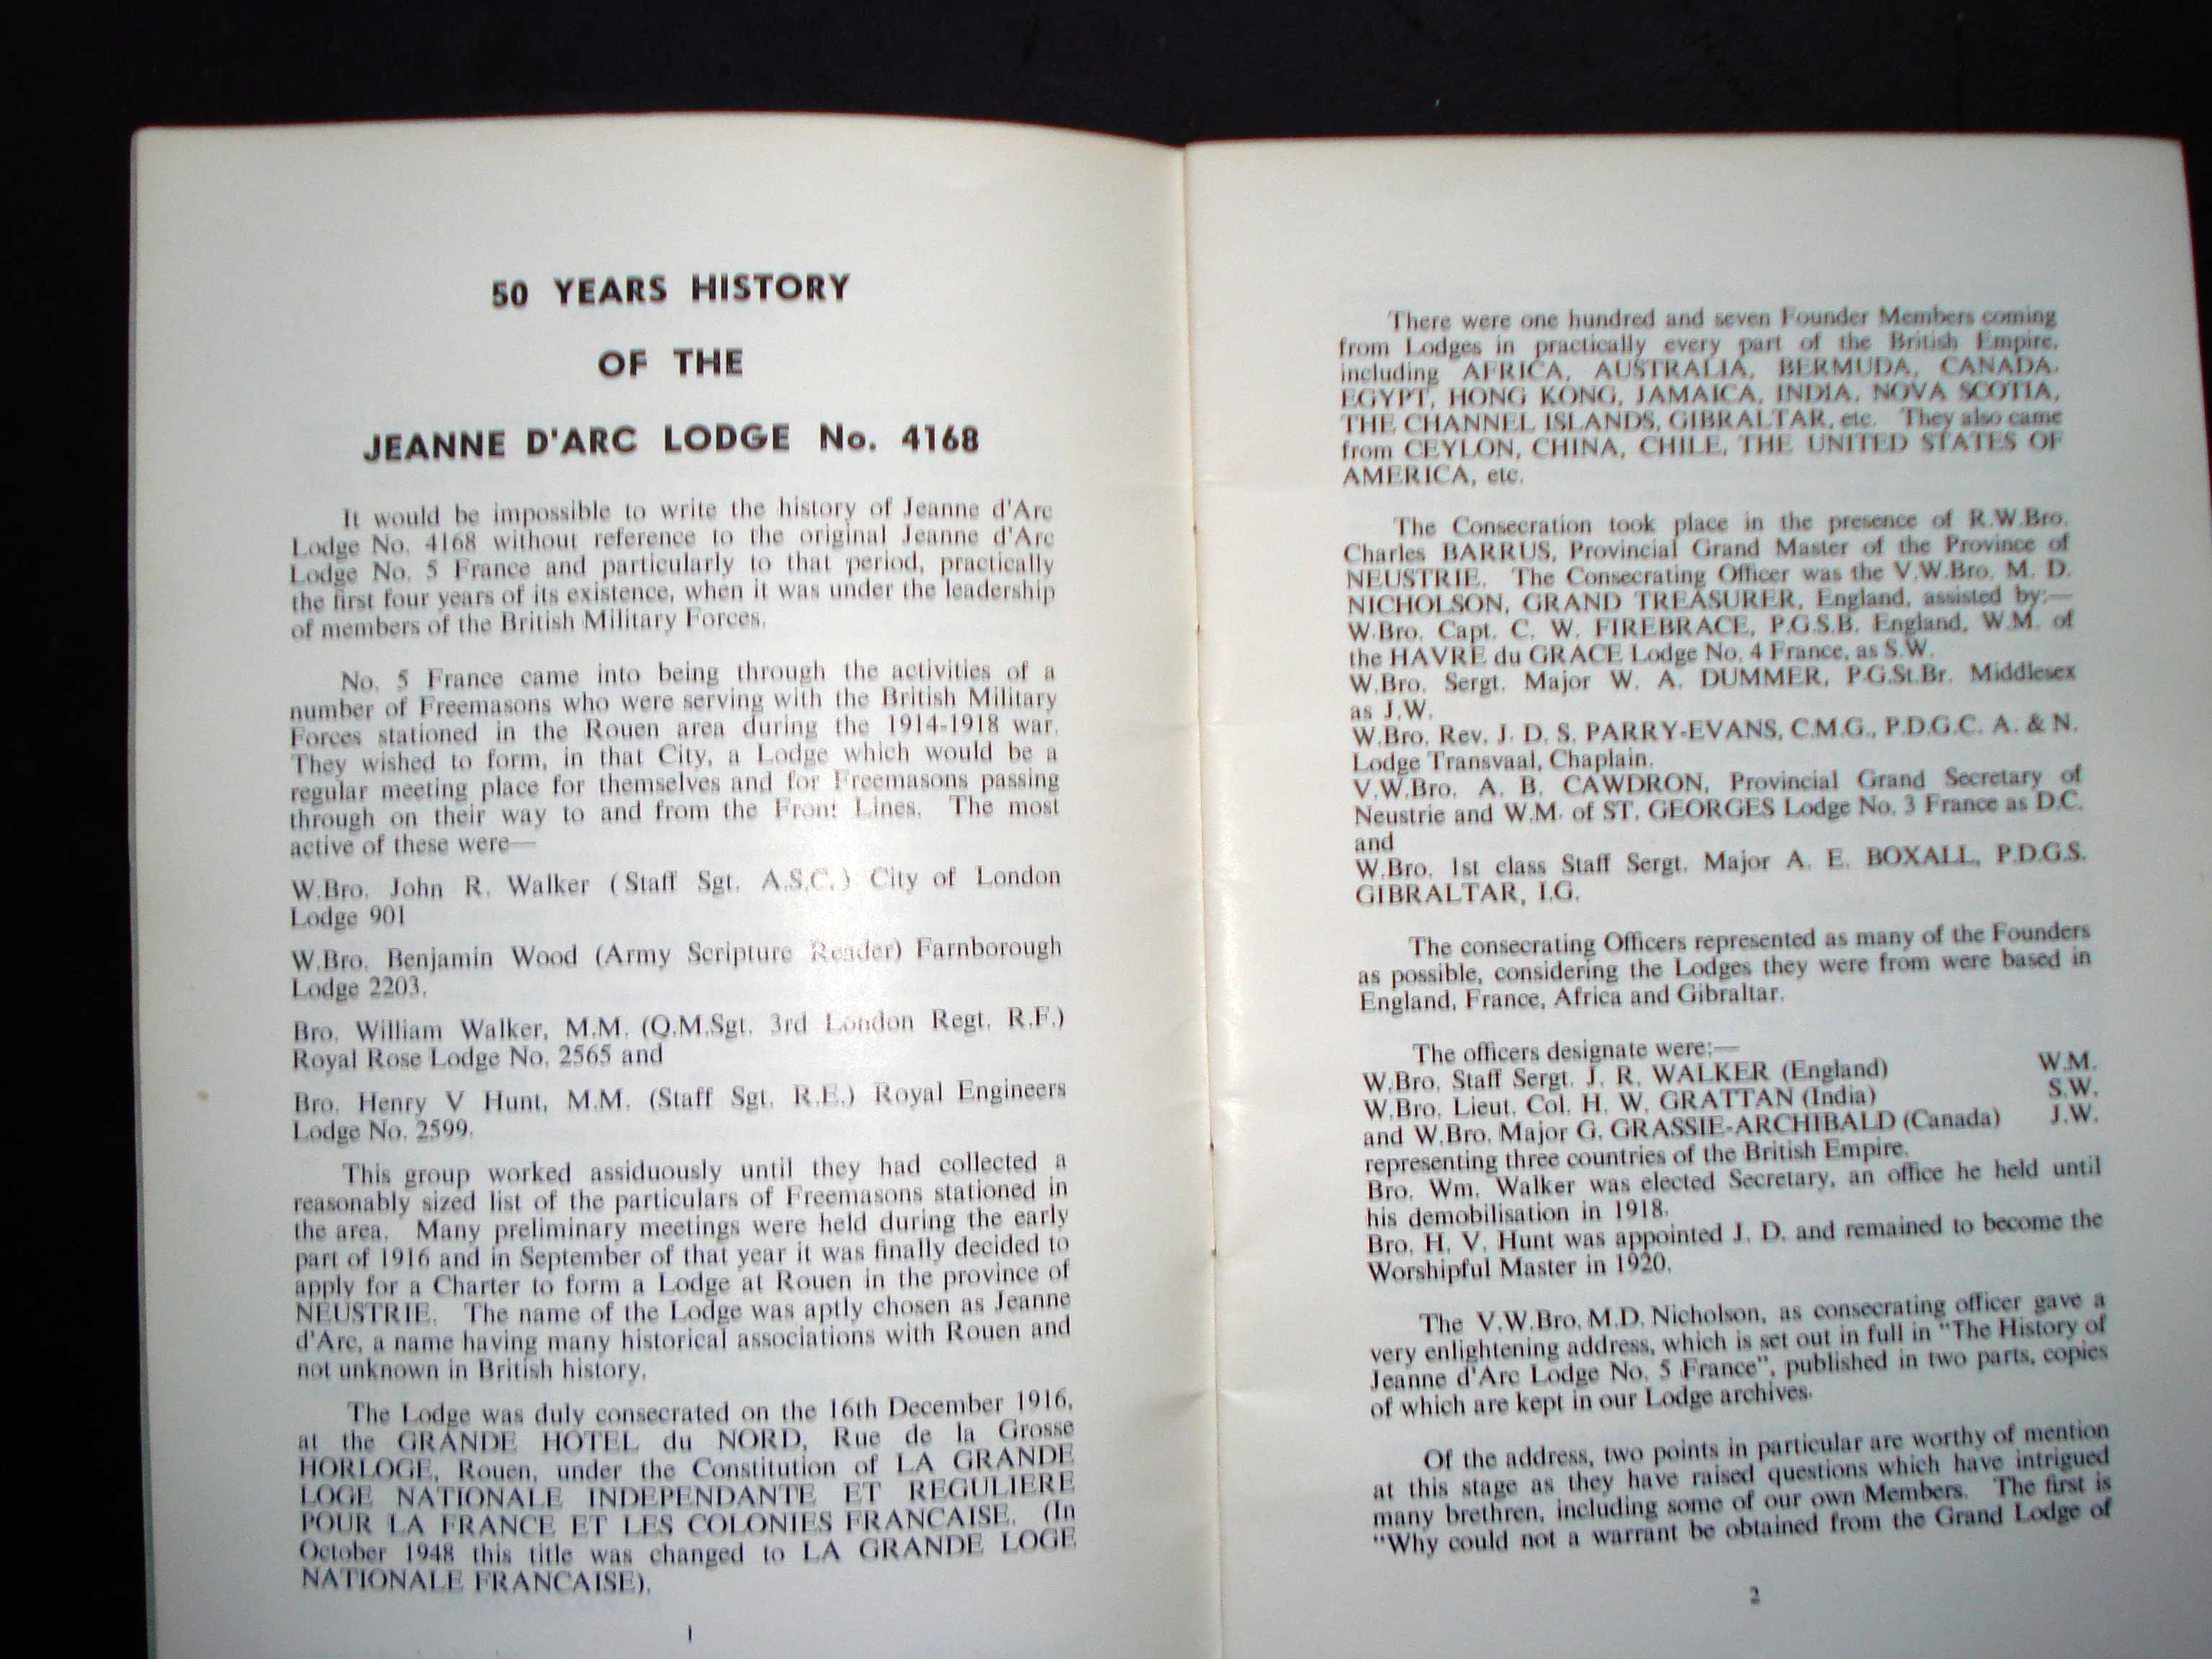 50 YEARS HISTORY
OF THE
JEANNE D'ARC LODGE No. 4168
It would be impossible to write the history of Jeanne d'Arc
Lodge No. 4168 without reference to the original Jeanne d'Arc
Lodge No. 5 France and particularly to that period, practically
the first four years of its existence, when it was under the leadership
of members of the British Military Forces.
No. 5 France came into being through the activities of a
number of Freemasons who were serving with the British Military
Forces stationed in the Rouen area during the 1914-1918 war.
They wished to form, in that City, a Lodge which would be a
regular meeting place for themselves and for Freemasons passing
through on their way to and from the Front Lines. The most
active of these were—
W.Bro. John R. Walker (Staff Sgt. A.S.C.) City of London
Lodge 901
W.Bro. Benjamin Wood (Army Scripture Reader) Farnborough
Lodge 2203.
Bro. William Walker, M.M. (Q.M.Sgt. 3rd London Regt. R.F.)
Royal Rose Lodge No. 2565 and
Bro. Henry V Hunt, M.M. (Staff Sgt. R.E.) Royal Engineers
Lodge No. 2599.
This group worked assiduously until they had collected a
reasonably sized list of the particulars of Freemasons stationed in
the area. Many preliminary meetings were held during the early
part of 1916 and in September of that year it was finally decided to
apply for a Charter to form a Lodge at Rouen in the province of
NEUSTRIE. The name of the Lodge was aptly chosen as Jeanne
d'Arc, a name having many historical associations with Rouen and
not unknown in British history.
The Lodge was duly consecrated on the 16th December 1916,
at the GRANDE HOTEL du NORD, Rue de la Grosse
HORLOGE, Rouen, under the Constitution of LA GRANDE
LOGE NATIONALE INDEPENDANTE ET REGULIERE
POUR LA FRANCE ET LES COLONIES FRANCAISE. (In
October 1948 this title was changed to LA GRANDE LOGE
NATIONALE FRANCAISE).
1
There were one hundred and seven Founder Members coming
from Lodges in practically every part of the British Empire,
including AFRICA, AUSTRALIA, BERMUDA, CANADA,
EGYPT, HONG KONG, JAMAICA, INDIA, NOVA SCOTIA,
THE CHANNEL ISLANDS, GIBRALTAR, etc. They also came
from CEYLON, CHINA, CHILE, THE UNITED STATES OF
AMERICA, etc.
The Consecration took place in the presence of R.W.Bro.
Charles BARRUS, Provincial Grand Master of the Province of
NEUSTRIE. The Consecrating Officer was the V.W.Bro. M. D.
NICHOLSON, GRAND TREASURER, England, assisted by:—
W.Bro. Capt. C. W. FIREBRACE, P.G.S.B. England, W.M. of
the HAVRE du GRACE Lodge No. 4 France, as S.W.
W.Bro. Sergt. Major W. A. DUMMER, P.G.St.Br. Middlesex
as J.W.
W.Bro. Rev. J. D. S. PARRY-EVANS, C.M.G., P.D.G.C. A. & N.
Lodge Transvaal, Chaplain.
V.W.Bro. A. B. CAWDRON, Provincial Grand Secretary of
Neustrie and W.M. of ST. GEORGES Lodge No. 3 France as D.C.
and
W.Bro. 1st class Staff Sergt. Major A. E. BOXALL, P.D.G.S.
GIBRALTAR, I.G.
The consecrating Officers represented as many of the Founders
as possible, considering the Lodges they were from were based in
England, France, Africa and Gibraltar.
The officers designate were:—
W.Bro. Staff Sergt. J. R. WALKER (England) W.M.
W.Bro. Lieut. Col. H. W. GRATTAN (India) S.W.
and W.Bro. Major G. GRASSIE-ARCHIBALD (Canada) J.W.
representing three countries of the British Empire.
Bro. Wm. Walker was elected Secretary, an office he held until
his demobilisation in 1918.
Bro. H. V. Hunt was appointed J. D. and remained to become the
Worshipful Master in 1920.
The V.W.Bro. M.D. Nicholson, as consecrating officer gave a
very enlightening address, which is set out in full in "The History of
Jeanne d'Arc Lodge No. 5 France", published in two parts, copies
of which are kept in our Lodge archives.
Of the address, two points in particular are worthy of mention
at this stage as they have raised questions which have intrigued
many brethren, including some of our own Members. The first is
"Why could not a warrant be obtained from the Grand Lodge of
2